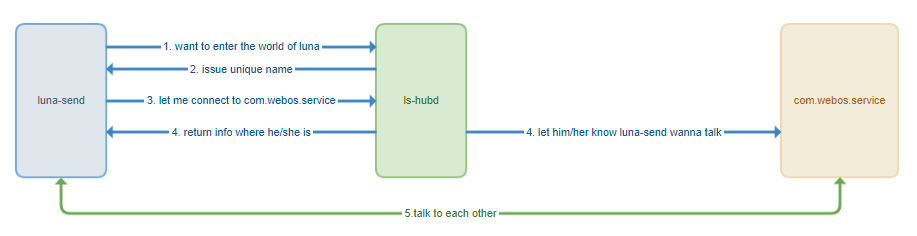 1. want to enter the world of luna
2. issue unique name
luna-send
3. let me connect to com.webos.service
ls-hubd
com.webos.service
4. return info where he/she is
4. let him/her know luna-send wanna talk
5.talk to each other